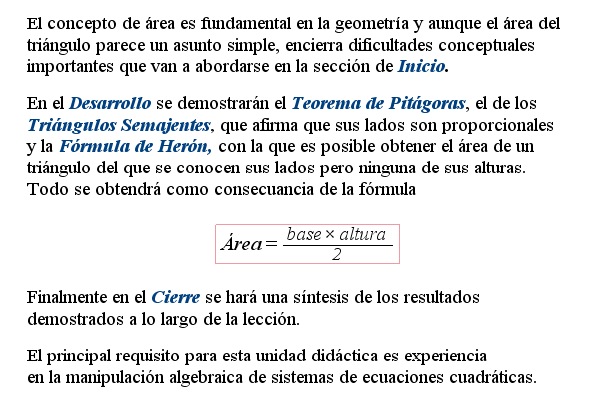 El concepto de área es fundamental en la geometría y aunque el área del
triángulo parece un asunto simple, encierra dificultades conceptuales
importantes que van a abordarse en la sección de Inicio.
En el Desarrollo se demostrarán el Teorema de Pitágoras, el de los
Triángulos Semajentes, que afirma que sus lados son proporcionales
y la Fórmula de Herón, con la que es posible obtener el área de un
triángulo del que se conocen sus lados pero ninguna de sus alturas.
Todo se obtendrá como consecuancia de la fórmula
Área = base × altura / 2
Finalmente en el Cierre se hará una síntesis de los resultados
demostrados a lo largo de la lección.
El principal requisito para esta unidad didáctica es experiencia
en la manipulación algebraica de sistemas de ecuaciones cuadráticas.